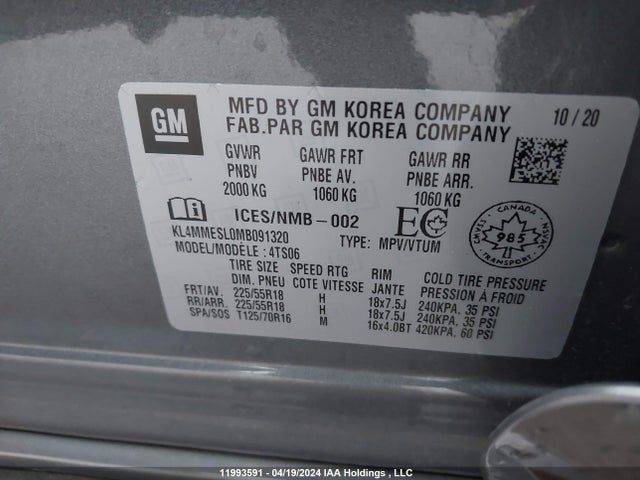 GM
MFD BY GM KOREA COMPANY 10/20
FAB.PAR GM KOREA COMPANY
GVWR GAWR FRT GAWR RR
PNBV PNBE AV. PNBE ARR.
2000 KG 1060 KG 1060 KG
ICES/NMB-002 EC
KL4MMESL0MB091320 TYPE: MPV/VTUM
MODEL/MODÈLE: 4TS06
CANADA
CMVSS 985 NSVAC
TRANSPORT
TIRE SIZE SPEED RTG RIM COLD TIRE PRESSURE
DIM. PNEU COTE VITESSE JANTE PRESSION À FROID
FRT/AV. 225/55R18 H 18x7.5J 240KPA. 35 PSI
RR/ARR. 225/55R18 H 18x7.5J 240KPA. 35 PSI
SPA/SOS T125/70R16 M 16x4.0BT 420KPA. 60 PSI
11993591 - 04/19/2024 IAA Holdings , LLC